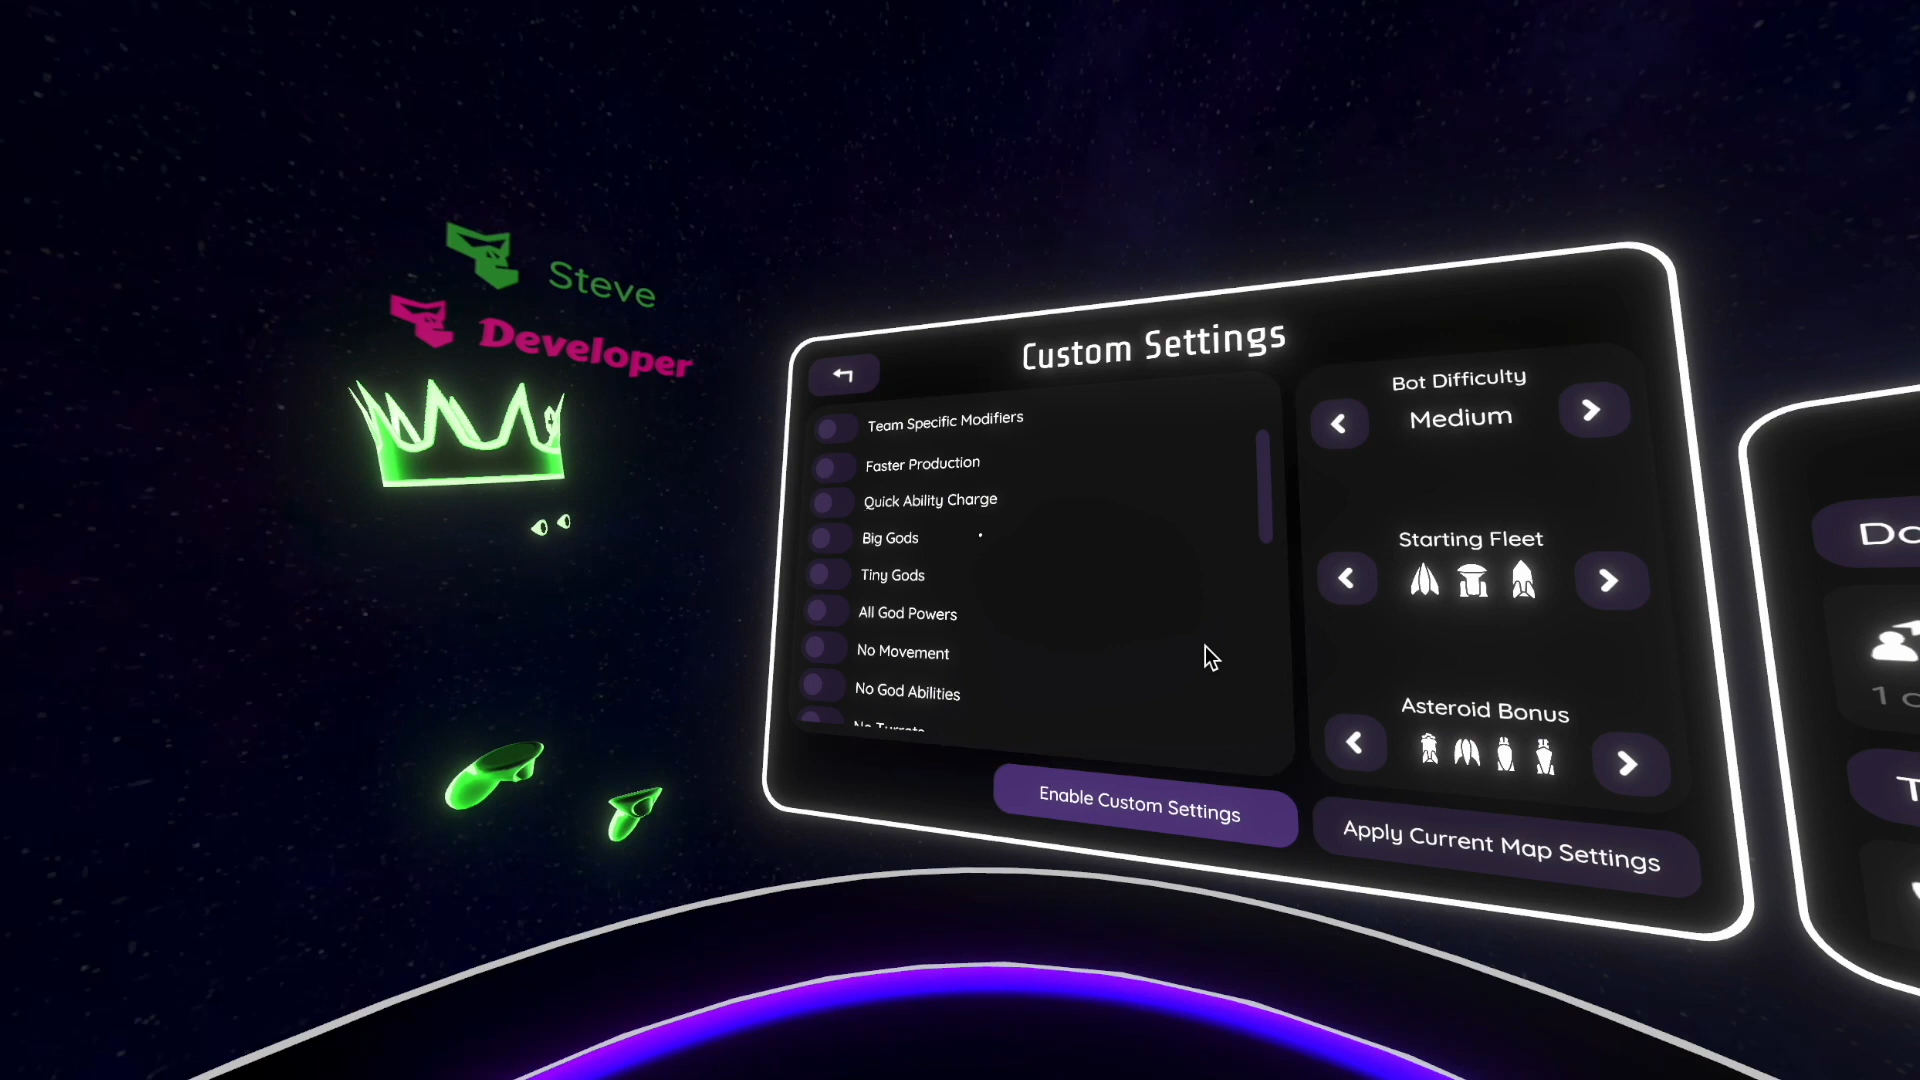 Steve
Developer
Custom Settings
Team Specific Modifiers
Faster Production
Quick Ability Charge
Big Gods
Tiny Gods
All God Powers
No Movement
No God Abilities
Enable Custom Settings
Bot Difficulty
Medium
Starting Fleet
Asteroid Bonus
Apply Current Map Settings